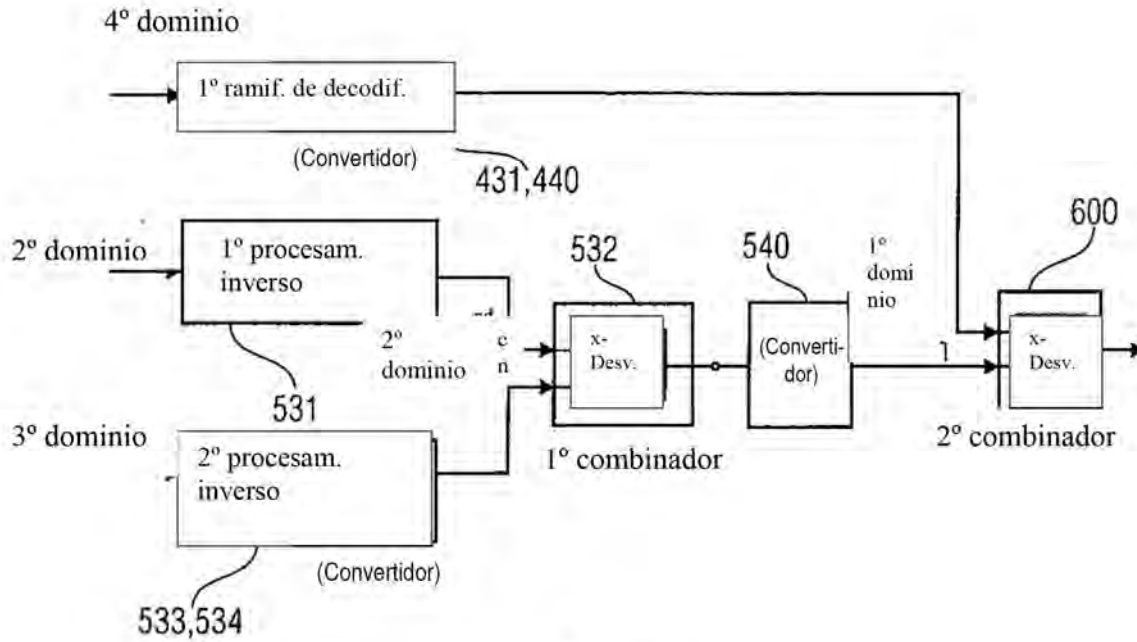 4º dominio
1º ramif. de decodif.
(Convertidor)
431,440
2º dominio
1º procesam.
inverso
531
2º
dominio
e
n
532
x-
Desv.
1º combinador
540
(Converti-
dor)
1º
domi
nio
600
x-
Desv.
2º combinador
3º dominio
2º procesam.
inverso
(Convertidor)
533,534